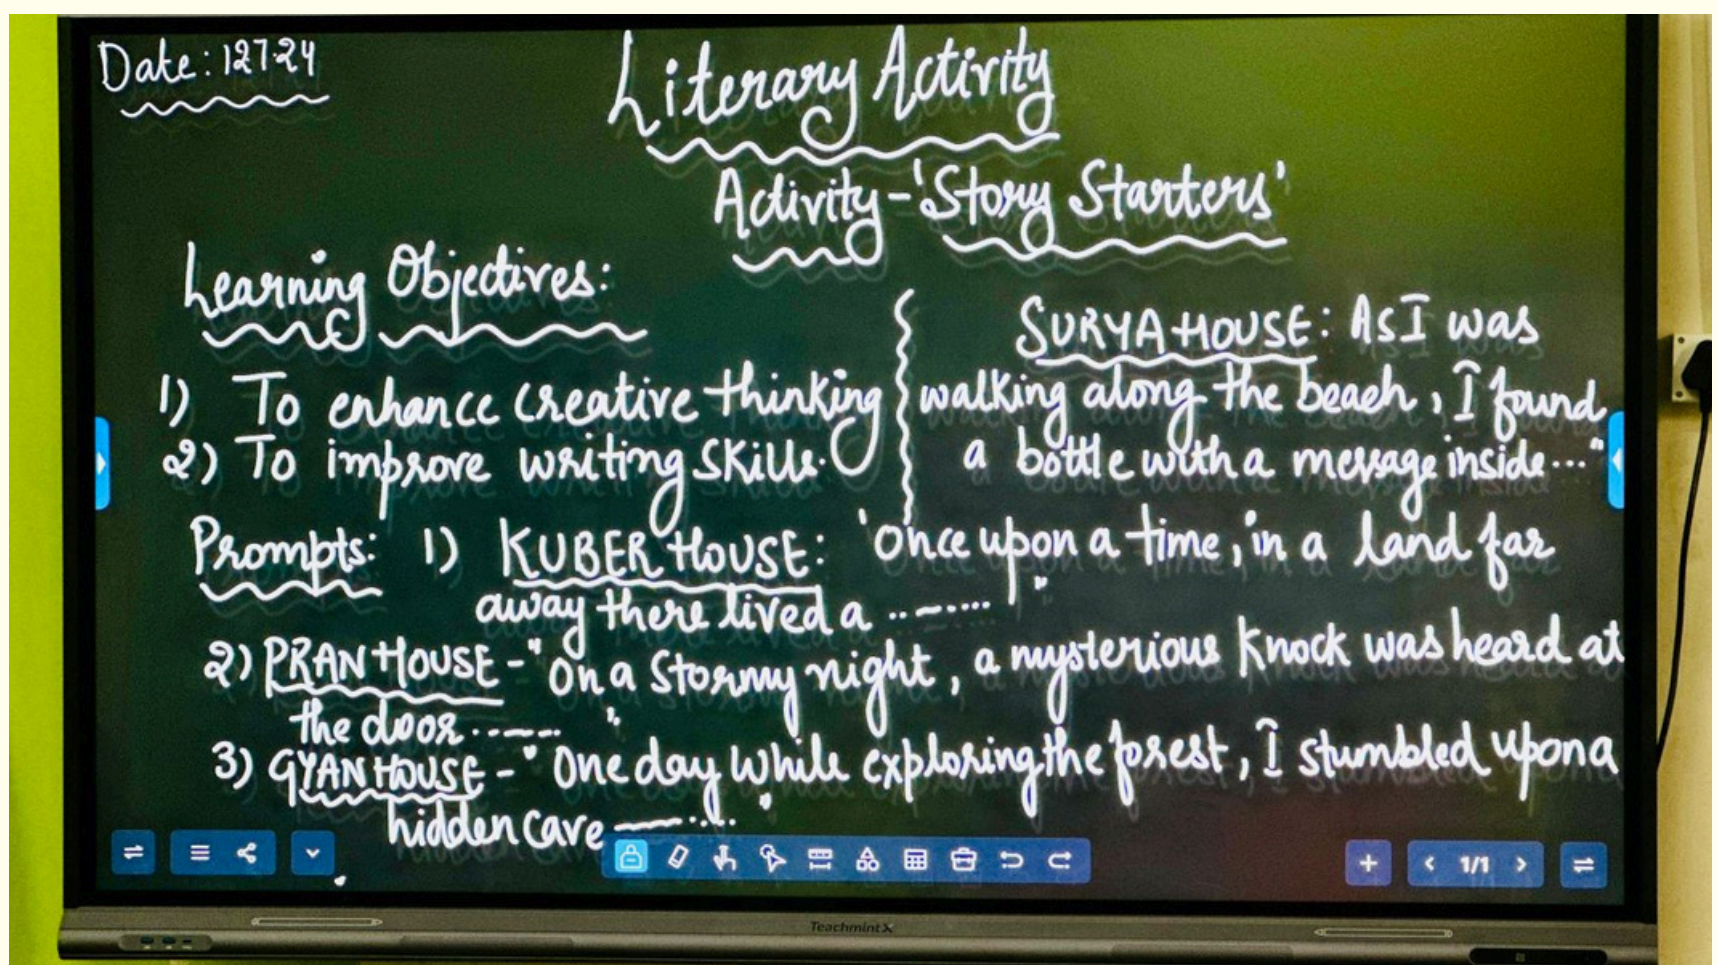 Date: 127.24
Literary Activity
Activity - 'Story Starters'
Learning Objectives:
1) To enhance creative thinking
2) To improve writing skills.
SURYA HOUSE: As I was
walking along the beach, I found
a bottle with a message inside..."
Prompts: 1) KUBER HOUSE: 'Once upon a time, in a land far
away there lived a ........ "
2) PRAN HOUSE - "On a Stormy night, a mysterious knock was heard at
the door....... "
3) GYAN HOUSE - "One day while exploring the forest, I stumbled upon a
hidden cave ....... "
1/1
Teachmint X